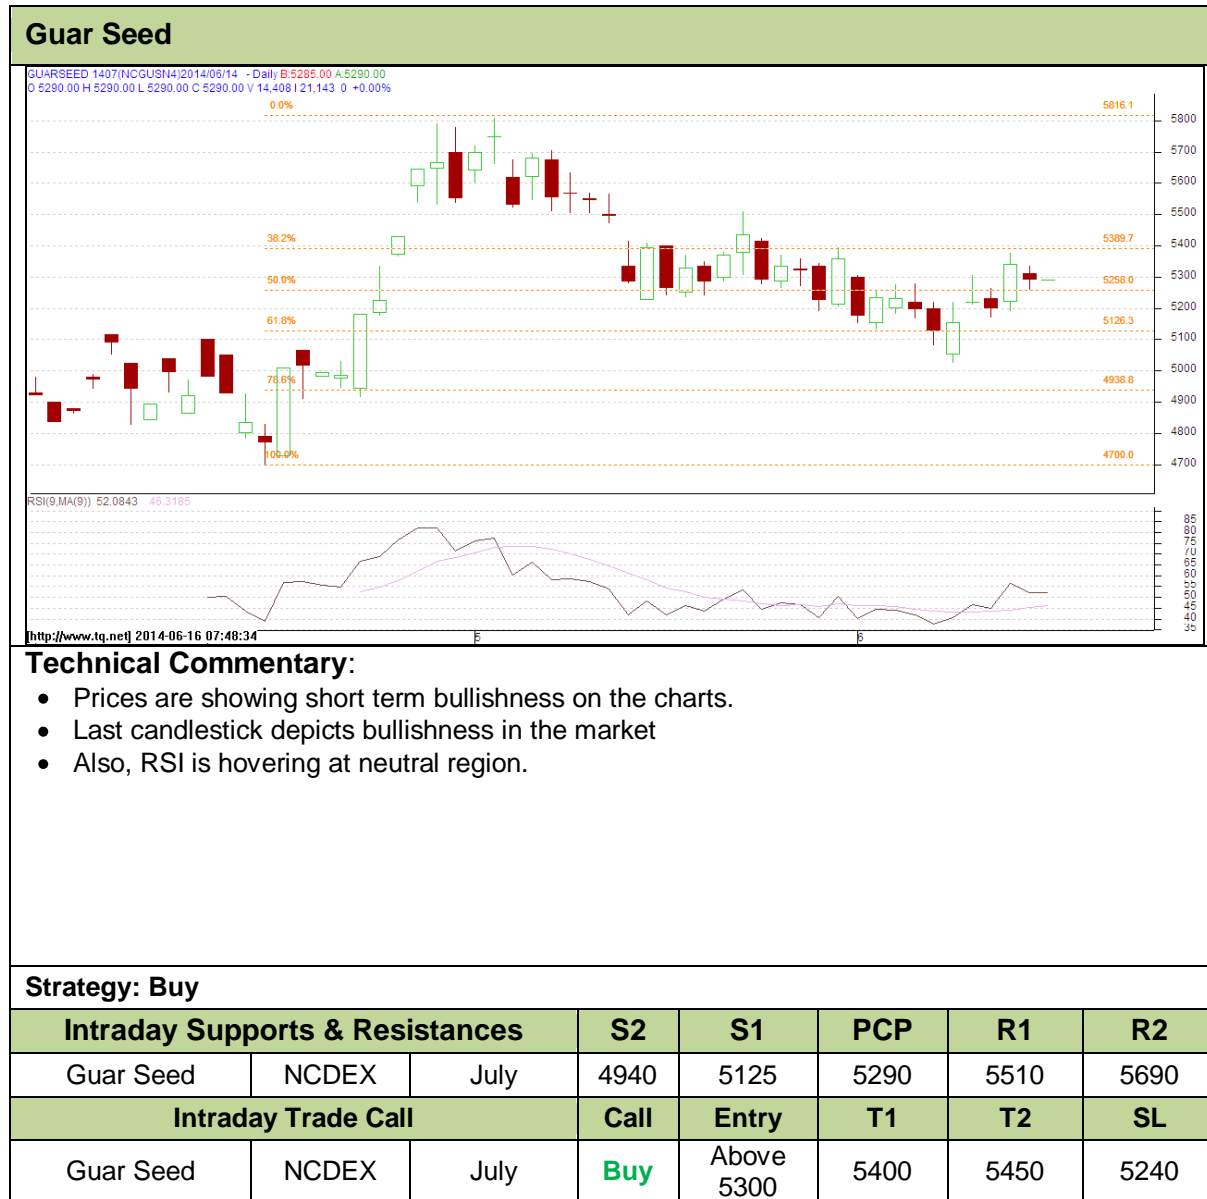 Guar Seed
GUARSEED 1407(NCGUSN4)2014/06/14 - Daily B:5285.00 A:5290.00
O 5290.00 H 5290.00 L 5290.00 C 5290.00 V 14,408 I 21,143 0 +0.00%
0.0% 5816.1
5800
5700
5600
5500
38.2% 5389.7
5400
5300
50.0% 5258.0
5200
61.8% 5126.3
5100
5000
78.6% 4938.8
4900
4800
100.0% 4700.0
4700
RSI(9,MA(9)) 52.0843 46.3185
85
80
75
70
65
60
55
50
45
40
35
[http://www.tq.net] 2014-06-16 07:48:34 5 6
Technical Commentary:
• Prices are showing short term bullishness on the charts.
• Last candlestick depicts bullishness in the market
• Also, RSI is hovering at neutral region.
Strategy: Buy
Intraday Supports & Resistances S2 S1 PCP R1 R2
Guar Seed NCDEX July 4940 5125 5290 5510 5690
Intraday Trade Call Call Entry T1 T2 SL
Guar Seed NCDEX July Buy Above 5300 5400 5450 5240